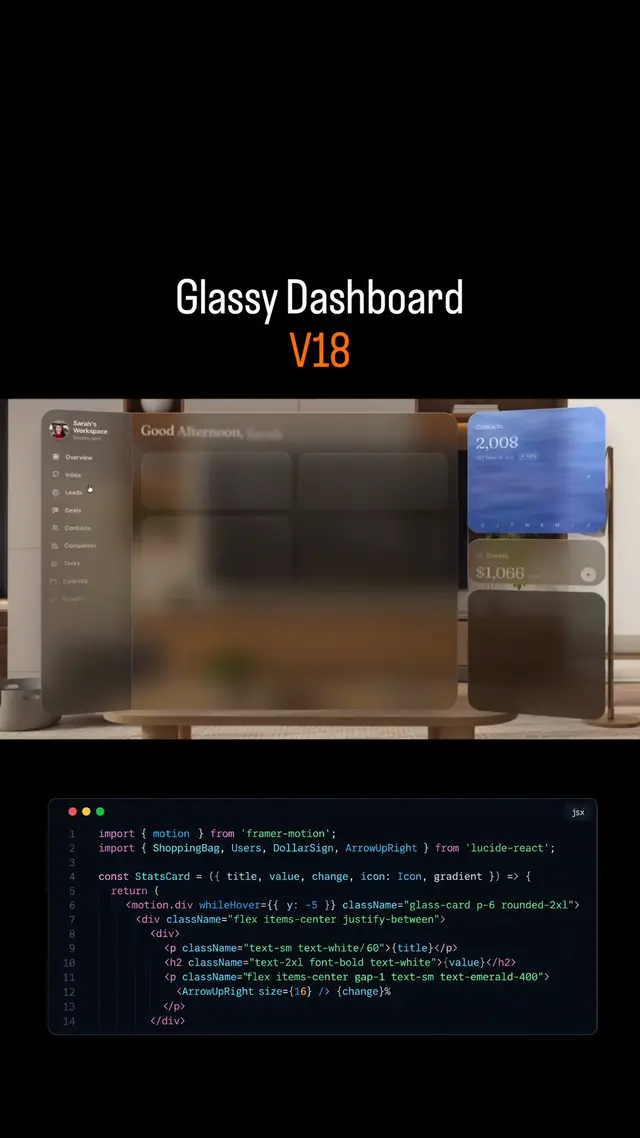 Glassy Dashboard
V18
Sarah's
Workspace
Good Afternoon, Sarah
Overview
Inbox
Leads
Deals
Contacts
Companies
Tasks
Calendar
Contacts
2,008
12%
Credits
$1,066
+
jsx
1 import { motion } from 'framer-motion';
2 import { ShoppingBag, Users, DollarSign, ArrowUpRight } from 'lucide-react';
3
4 const StatsCard = ({ title, value, change, icon: Icon, gradient }) => {
5 return (
6 <motion.div whileHover={{ y: -5 }} className="glass-card p-6 rounded-2xl">
7 <div className="flex items-center justify-between">
8 <div>
9 <p className="text-sm text-white/60">{title}</p>
10 <h2 className="text-2xl font-bold text-white">{value}</h2>
11 <p className="flex items-center gap-1 text-sm text-emerald-400">
12 <ArrowUpRight size={16} /> {change}%
13 </p>
14 </div>